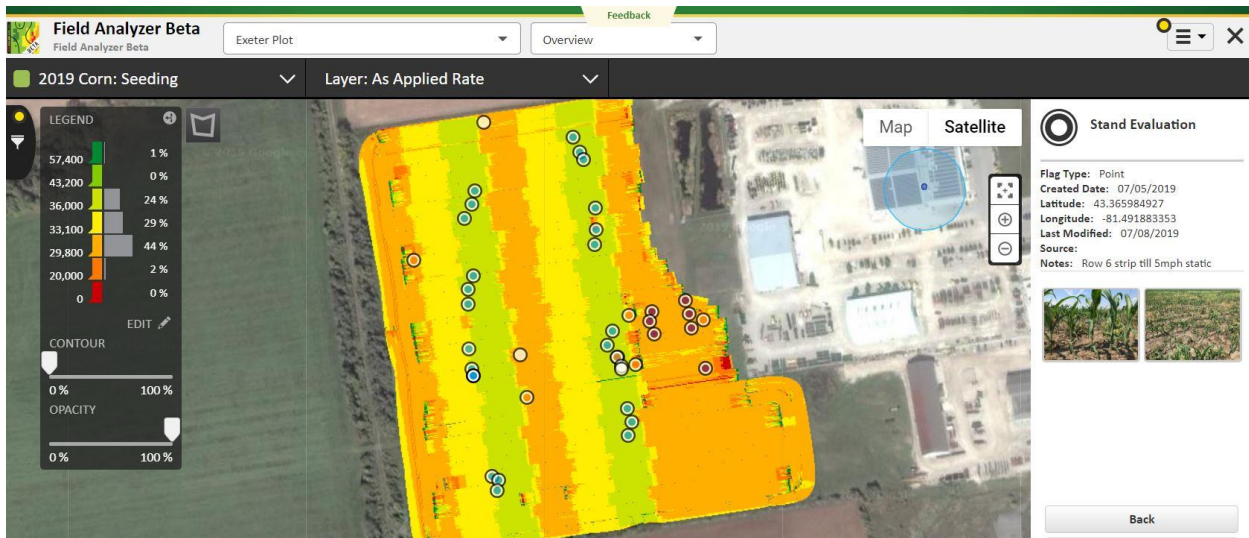 Feedback
Field Analyzer Beta
Field Analyzer Beta
Exeter Plot
Overview
2019 Corn: Seeding
Layer: As Applied Rate
LEGEND
57,400
1 %
43,200
0 %
36,000
24 %
33,100
29 %
29,800
44 %
20,000
2 %
0
0 %
EDIT
CONTOUR
0 %
100 %
OPACITY
0 %
100 %
Map
Satellite
Stand Evaluation
Flag Type: Point
Created Date: 07/05/2019
Latitude: 43.365984927
Longitude: -81.491883353
Last Modified: 07/08/2019
Source:
Notes: Row 6 strip till 5mph static
Back